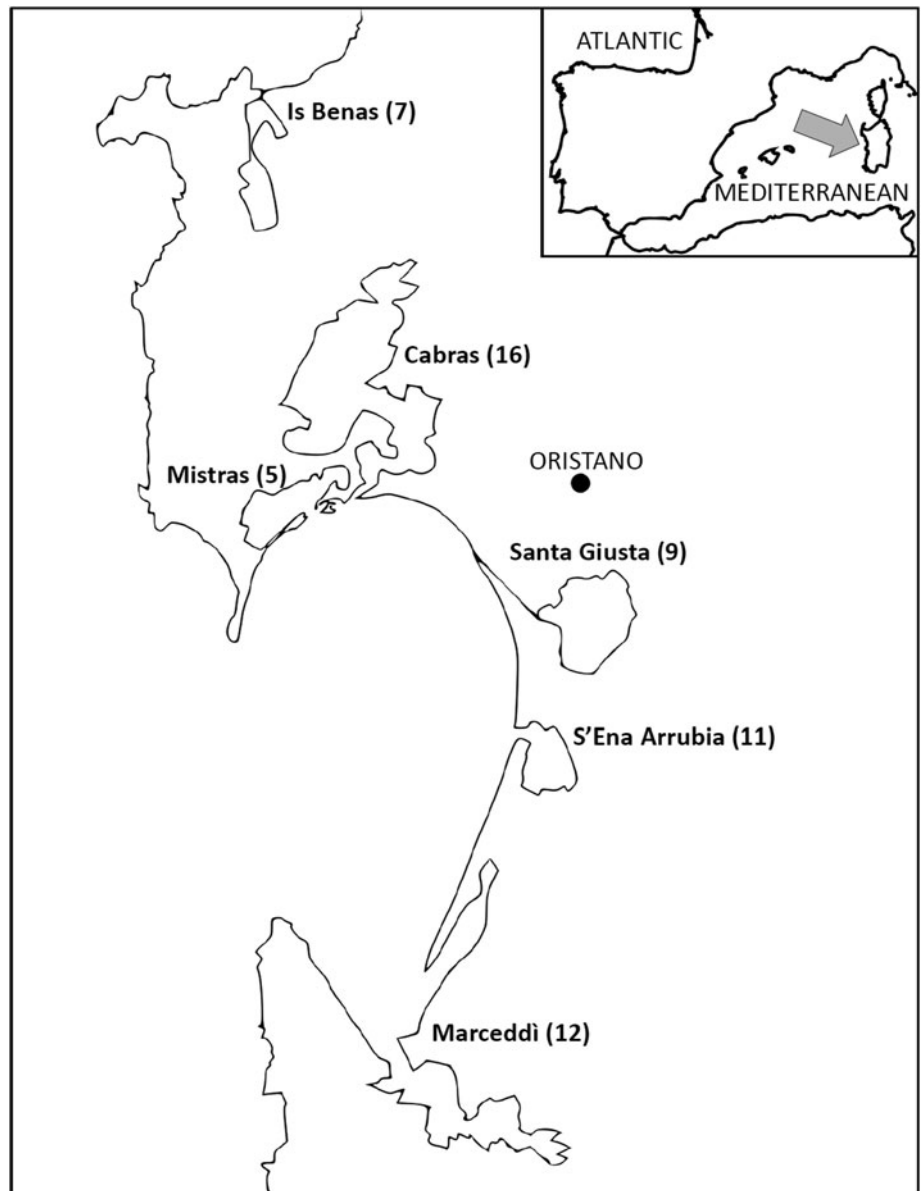 ATLANTIC
MEDITERRANEAN
Is Benas (7)
Cabras (16)
Mistras (5)
ORISTANO
Santa Giusta (9)
S'Ena Arrubia (11)
Marceddì (12)